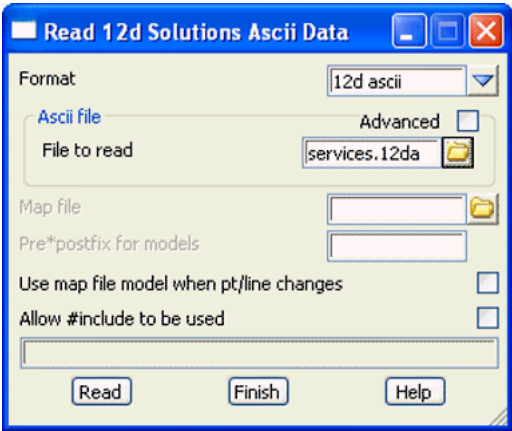 Read 12d Solutions Ascii Data
Format 12d ascii
Ascii file Advanced
File to read services.12da
Map file
Pre*postfix for models
Use map file model when pt/line changes
Allow #include to be used
Read Finish Help